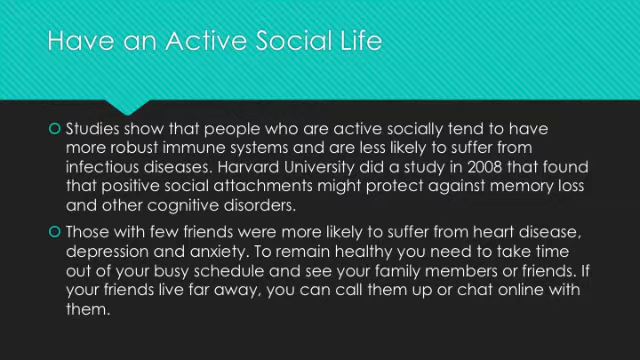 Have an Active Social Life
Studies show that people who are active socially tend to have
more robust immune systems and are less likely to suffer from
infectious diseases. Harvard University did a study in 2008 that found
that positive social attachments might protect against memory loss
and other cognitive disorders.
Those with few friends were more likely to suffer from heart disease,
depression and anxiety. To remain healthy you need to take time
out of your busy schedule and see your family members or friends. If
your friends live far away, you can call them up or chat online with
them.